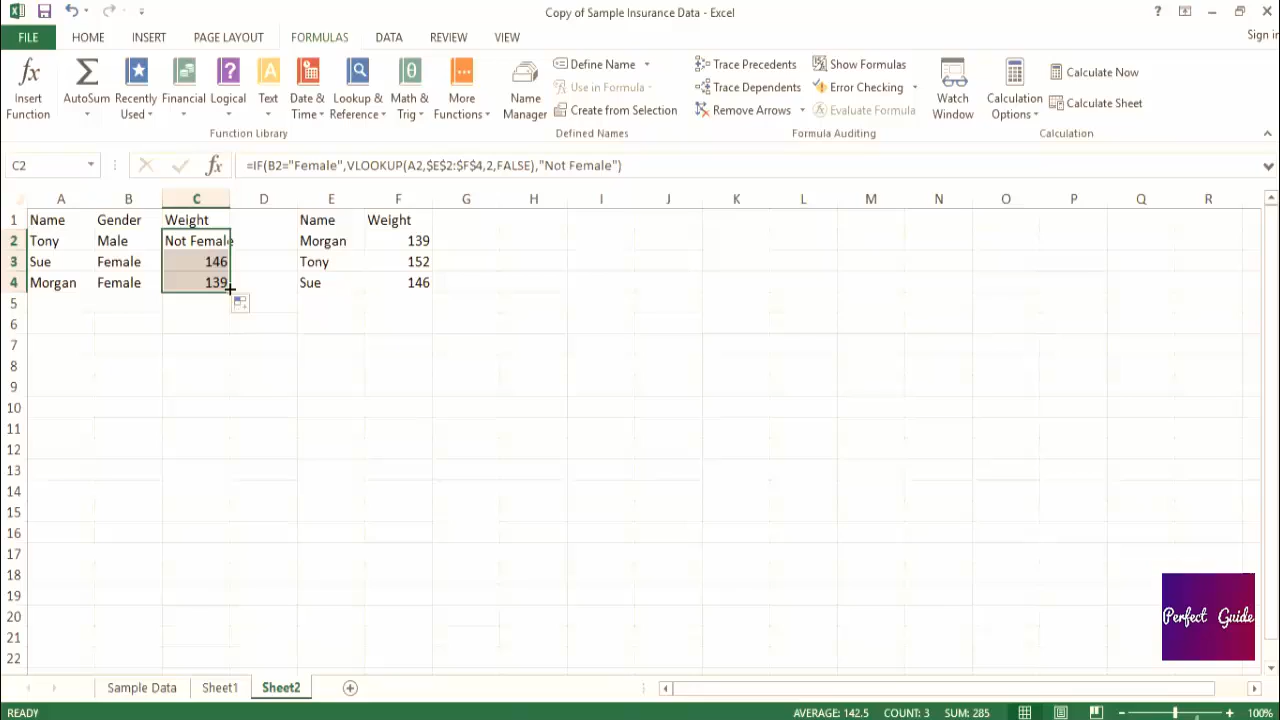 Copy of Sample Insurance Data - Excel
?
FILE HOME INSERT PAGE LAYOUT FORMULAS DATA REVIEW VIEW Sign in
Insert Function
AutoSum
Recently Used
Financial
Logical
Text
Date & Time
Lookup & Reference
Math & Trig
More Functions
Function Library
Name Manager
Define Name
Use in Formula
Create from Selection
Defined Names
Trace Precedents
Trace Dependents
Remove Arrows
Show Formulas
Error Checking
Evaluate Formula
Formula Auditing
Watch Window
Calculation Options
Calculate Now
Calculate Sheet
Calculation
C2 fx =IF(B2="Female",VLOOKUP(A2,$E$2:$F$4,2,FALSE),"Not Female")
A B C D E F G H I J K L M N O P Q R
1 Name Gender Weight Name Weight
2 Tony Male Not Female Morgan 139
3 Sue Female 146 Tony 152
4 Morgan Female 139 Sue 146
5
6
7
8
9
10
11
12
13
14
15
16
17
18
19
20
21
22
Perfect Guide
Sample Data Sheet1 Sheet2
READY AVERAGE: 142.5 COUNT: 3 SUM: 285 100%